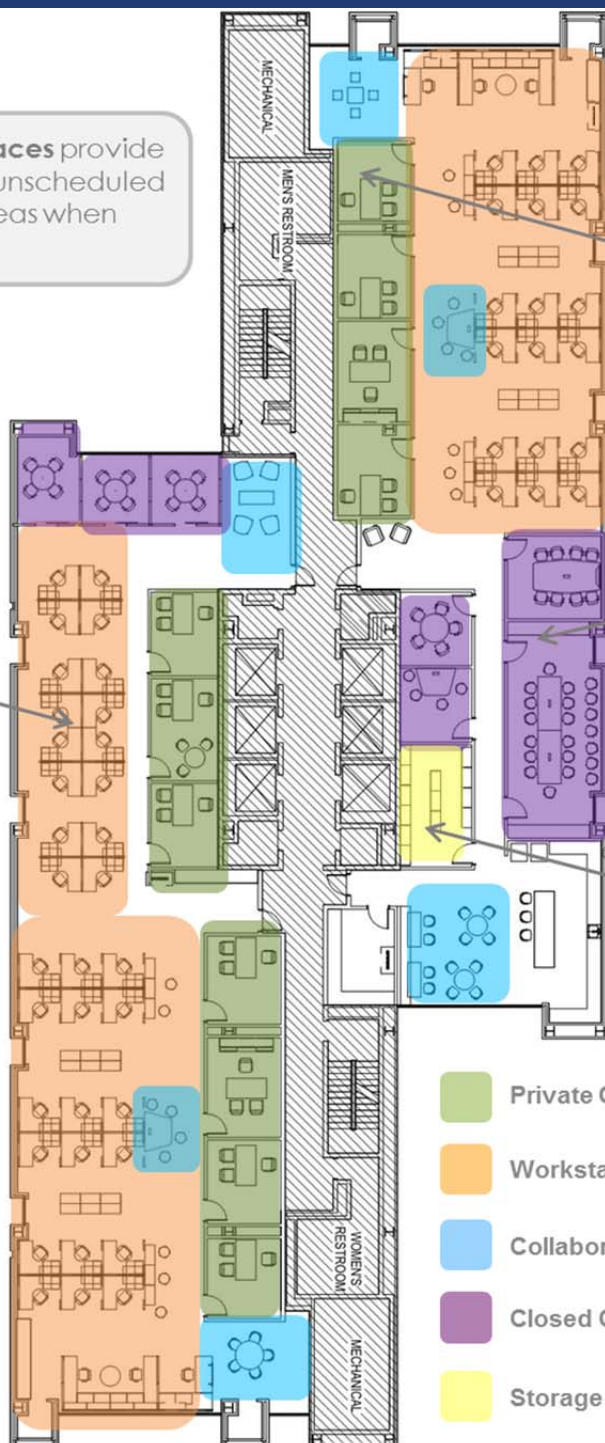 aces provide
unscheduled
eas when
MECHANICAL
MEN'S RESTROOM
WOMEN'S
RESTROOM
MECHANICAL
Private
Worksta
Collabor
Closed
Storage